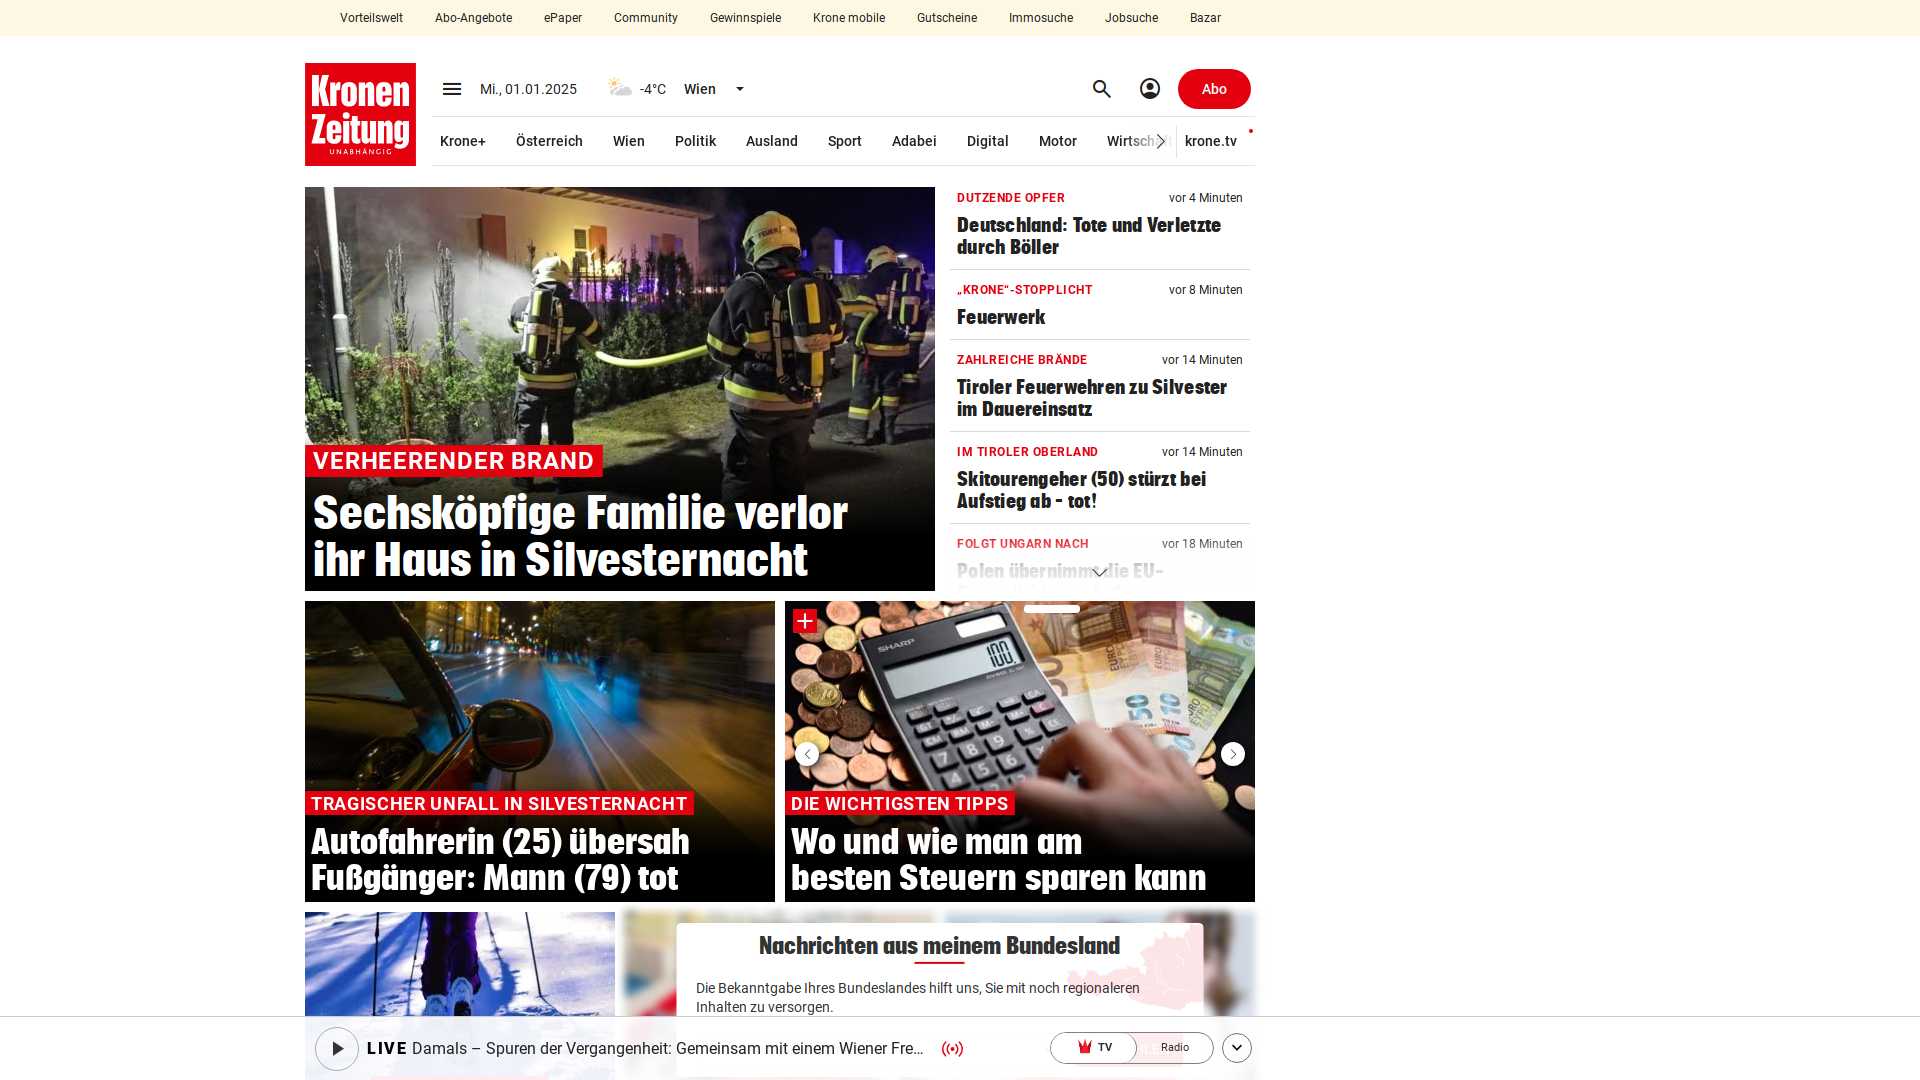 Vorteilswelt Abo-Angebote ePaper Community Gewinnspiele Krone mobile Gutscheine Immosuche Jobsuche Bazar
Kronen
Zeitung
UNABHÄNGIG
Mi., 01.01.2025 -4°C Wien
Abo
Krone+ Österreich Wien Politik Ausland Sport Adabei Digital Motor krone.tv
VERHEERENDER BRAND
Sechsköpfige Familie verlor
ihr Haus in Silvesternacht
DUTZENDE OPFER vor 4 Minuten
Deutschland: Tote und Verletzte
durch Böller
„KRONE“-STOPPLICHT vor 8 Minuten
Feuerwerk
ZAHLREICHE BRÄNDE vor 14 Minuten
Tiroler Feuerwehren zu Silvester
im Dauereinsatz
IM TIROLER OBERLAND vor 14 Minuten
Skitourengeher (50) stürzt bei
Aufstieg ab – tot!
FOLGT UNGARN NACH vor 18 Minuten
Polen übernimmt die EU-
TRAGISCHER UNFALL IN SILVESTERNACHT
Autofahrerin (25) übersah
Fußgänger: Mann (79) tot
SHARP
100.
DIE WICHTIGSTEN TIPPS
Wo und wie man am
besten Steuern sparen kann
Nachrichten aus meinem Bundesland
Die Bekanntgabe Ihres Bundeslandes hilft uns, Sie mit noch regionaleren
Inhalten zu versorgen.
LIVE Damals – Spuren der Vergangenheit: Gemeinsam mit einem Wiener Fre...
TV Radio